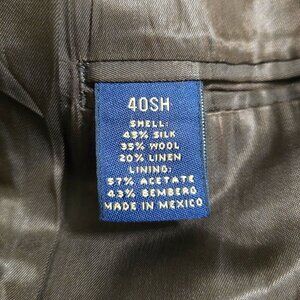 40SH
SHELL:
45% SILK
35% WOOL
20% LINEN
LINING:
57% ACETATE
43% BEMBERG
MADE IN MEXICO